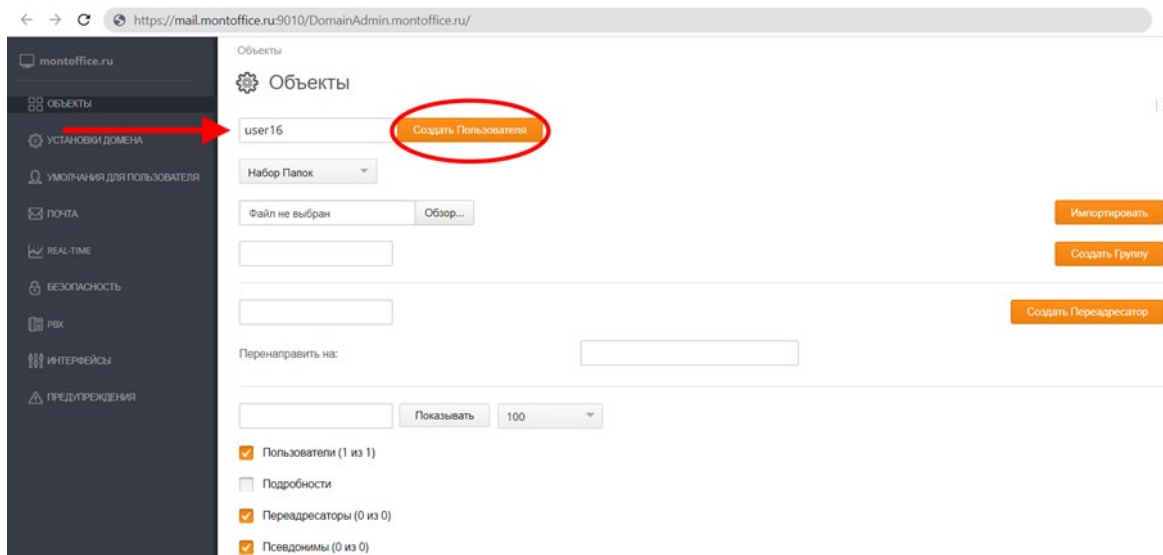 https://mail.montoffice.ru:9010/DomainAdmin.montoffice.ru/
montoffice.ru
ОБЪЕКТЫ
УСТАНОВКИ ДОМЕНА
УМОЛЧАНИЯ ДЛЯ ПОЛЬЗОВАТЕЛЯ
ПОЧТА
REAL-TIME
БЕЗОПАСНОСТЬ
PBX
ИНТЕРФЕЙСЫ
ПРЕДУПРЕЖДЕНИЯ
Объекты
Объекты
user16 Создать Пользователя
Набор Папок
Файл не выбран Обзор... Импортировать
Создать Группу
Создать Переадресатор
Перенаправить на:
Показывать 100
Пользователи (1 из 1)
Подробности
Переадресаторы (0 из 0)
Псевдонимы (0 из 0)